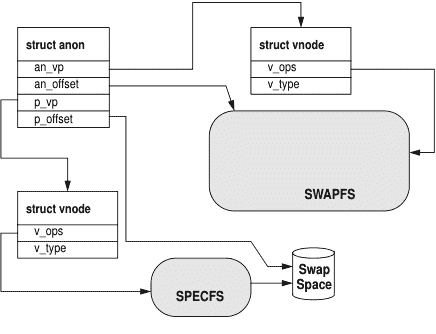 struct anon
an_vp
an_offset
p_vp
p_offset
struct vnode
v_ops
v_type
SWAPFS
struct vnode
v_ops
v_type
SPECFS
Swap
Space